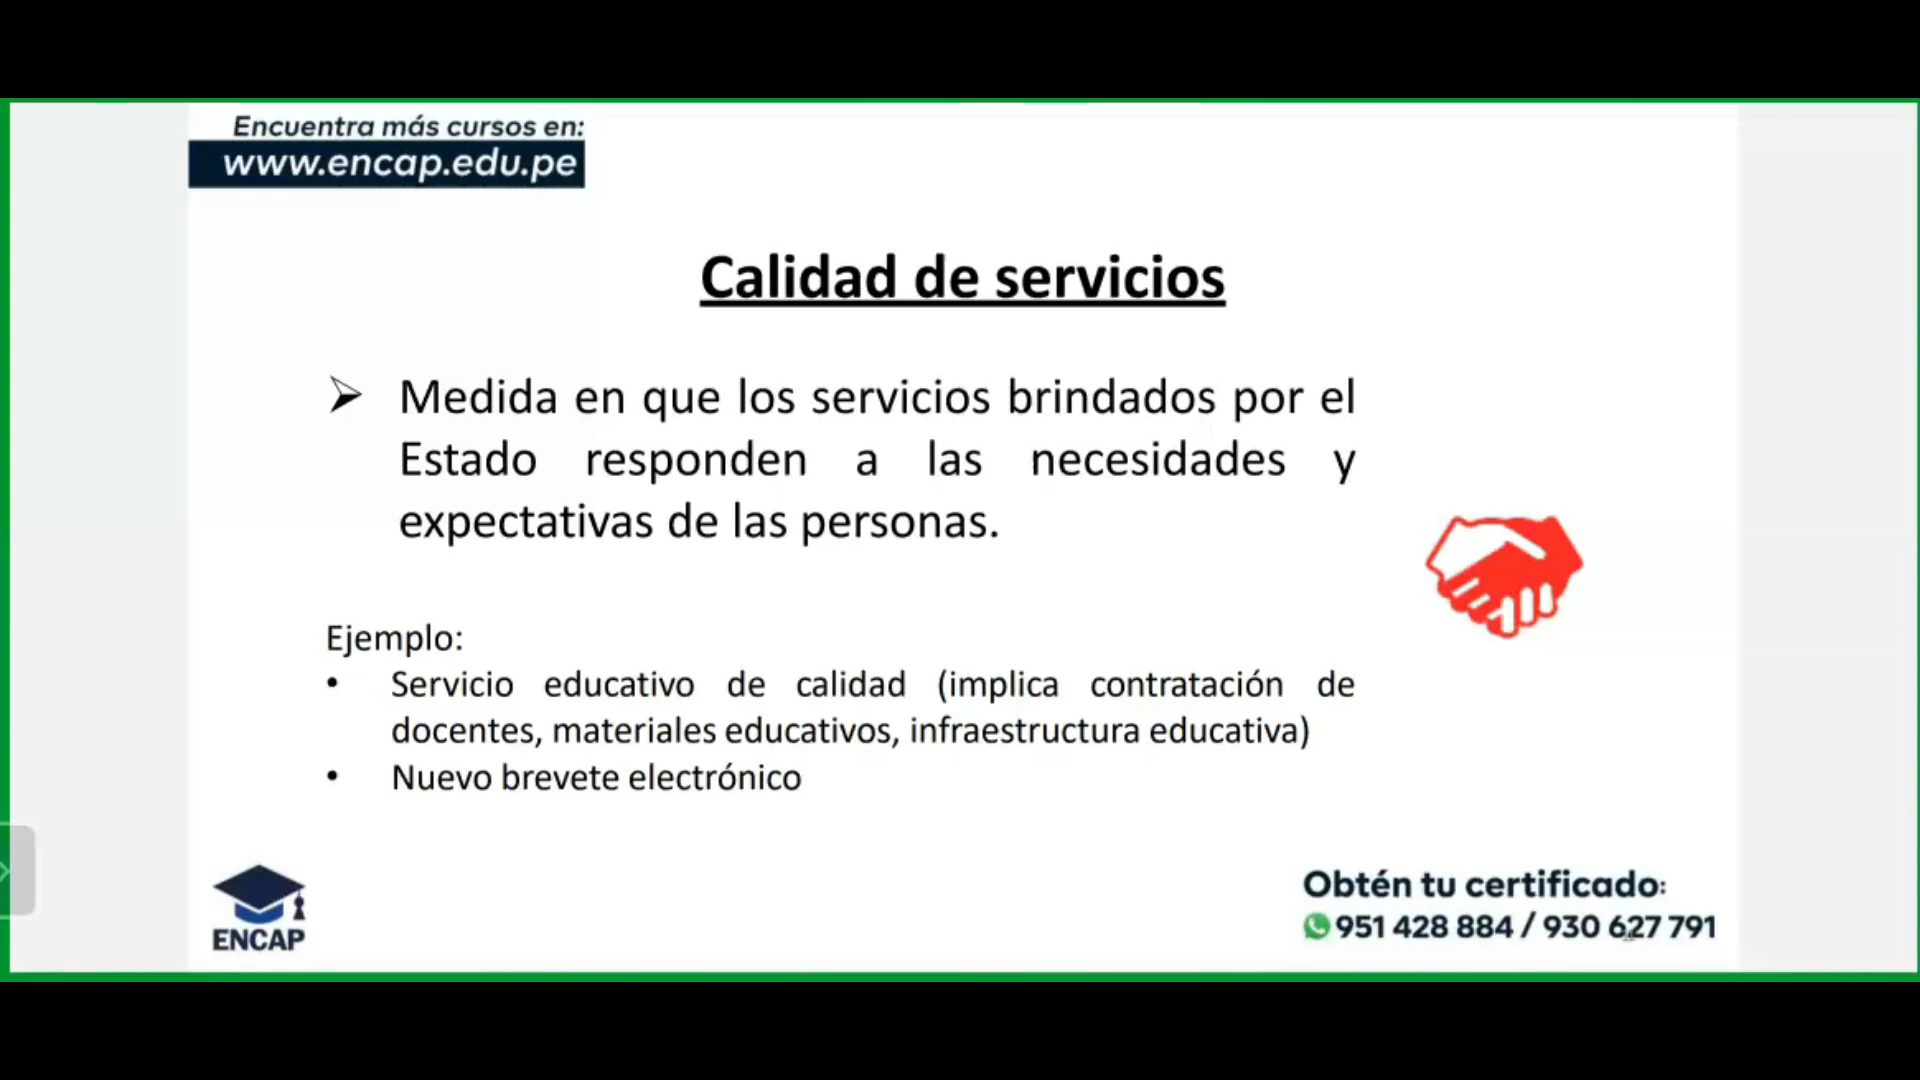 Encuentra más cursos en:
www.encap.edu.pe
Calidad de servicios
➢ Medida en que los servicios brindados por el
Estado responden a las necesidades y
expectativas de las personas.
Ejemplo:
• Servicio educativo de calidad (implica contratación de
docentes, materiales educativos, infraestructura educativa)
• Nuevo brevete electrónico
ENCAP
Obtén tu certificado:
951 428 884 / 930 627 791